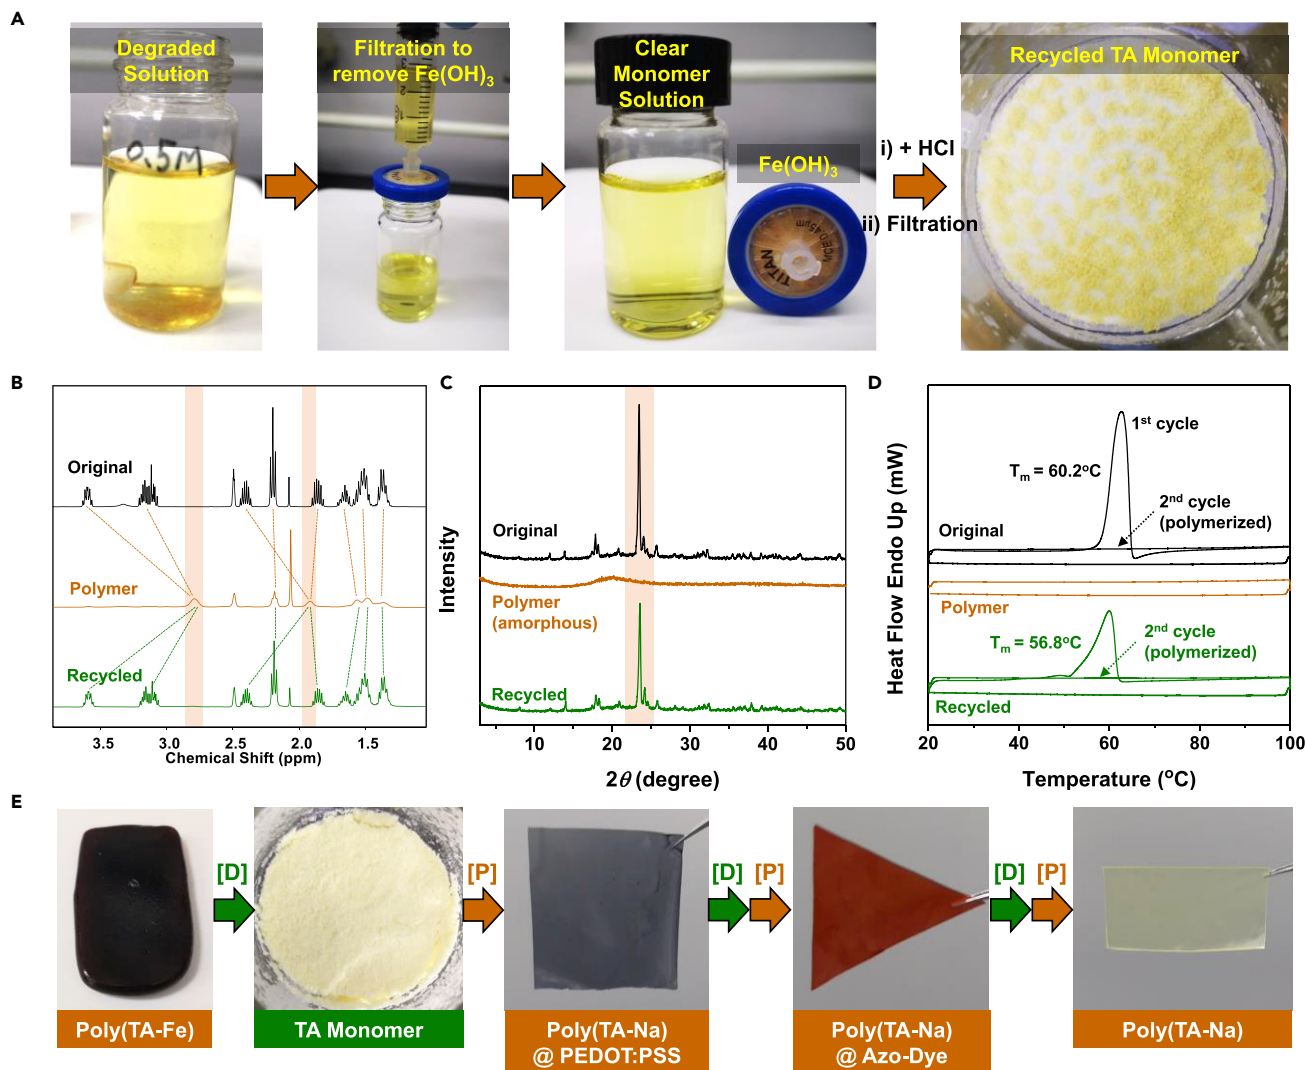 A
Degraded
Solution
0.5M
Filtration to
remove Fe(OH)3
Clear
Monomer
Solution
Fe(OH)3
TITAN
MCE0.45μm
i) + HCl
ii) Filtration
Recycled TA Monomer
B
Original
Polymer
Recycled
3.5 3.0 2.5 2.0 1.5
Chemical Shift (ppm)
C
Intensity
Original
Polymer
(amorphous)
Recycled
10 20 30 40 50
2θ (degree)
D
Heat Flow Endo Up (mW)
1st cycle
Tm = 60.2oC
2nd cycle
(polymerized)
Original
Polymer
Tm = 56.8oC
2nd cycle
(polymerized)
Recycled
20 40 60 80 100
Temperature (oC)
E
[D]
[P]
[D] [P]
[D] [P]
Poly(TA-Fe)
TA Monomer
Poly(TA-Na)
@ PEDOT:PSS
Poly(TA-Na)
@ Azo-Dye
Poly(TA-Na)